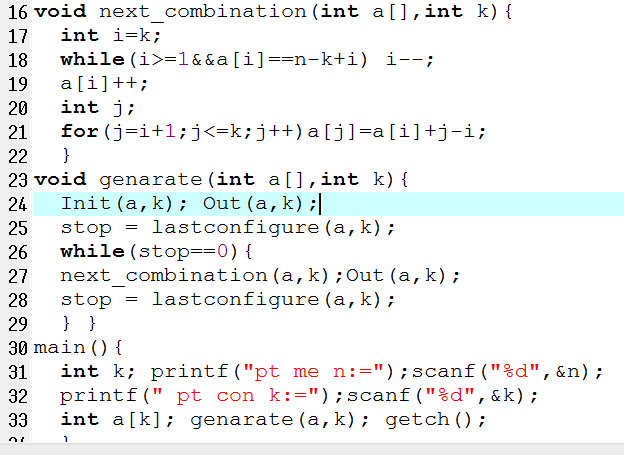 16 void next_combination(int a[],int k){
17 int i=k;
18 while(i>=1&&a[i]==n-k+i) i--;
19 a[i]++;
20 int j;
21 for(j=i+1;j<=k;j++)a[j]=a[i]+j-i;
22 }
23 void genarate(int a[],int k){
24 Init(a,k); Out(a,k);
25 stop = lastconfigure(a,k);
26 while(stop==0){
27 next_combination(a,k);Out(a,k);
28 stop = lastconfigure(a,k);
29 } }
30 main(){
31 int k; printf("pt me n:=");scanf("%d",&n);
32 printf(" pt con k:=");scanf("%d",&k);
33 int a[k]; genarate(a,k); getch();